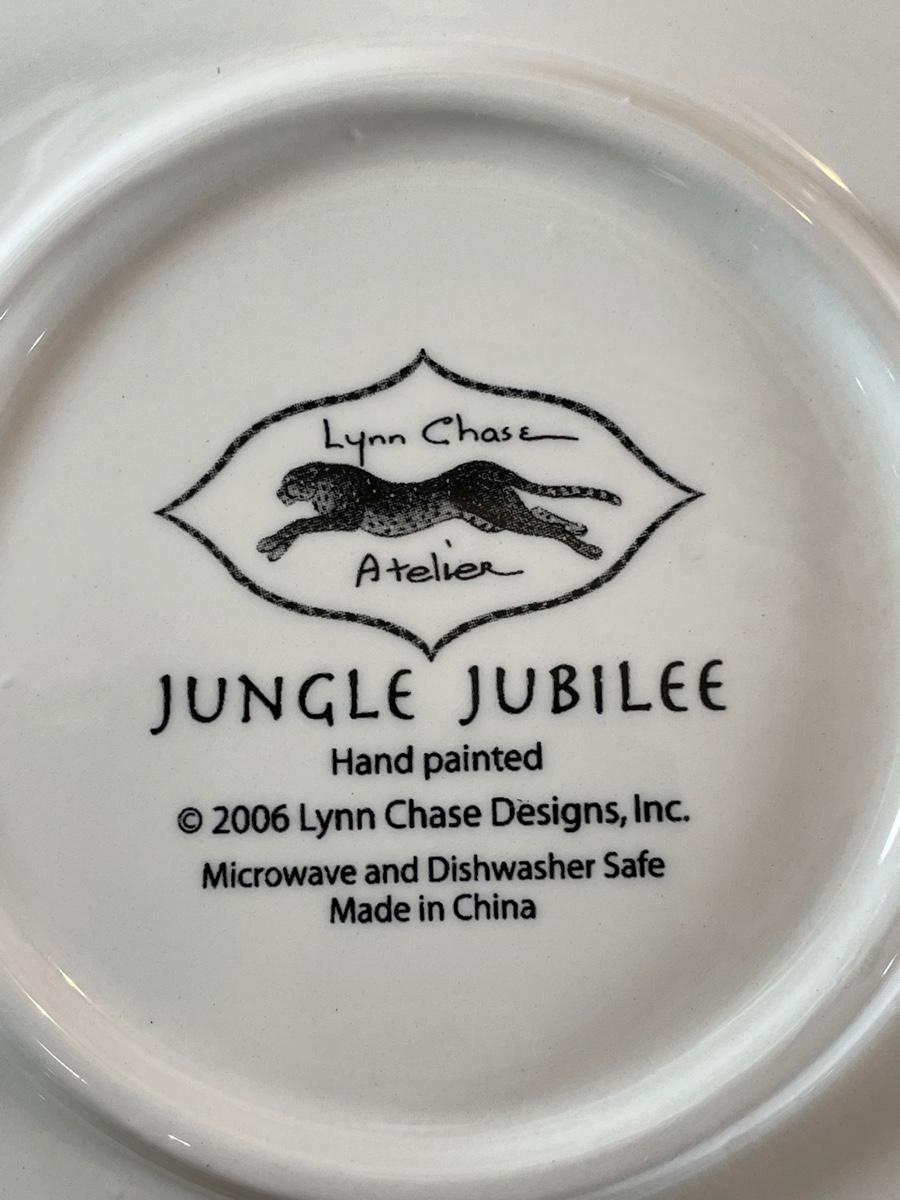 Lynn Chase
Atelier
JUNGLE JUBILEE
Hand painted
© 2006 Lynn Chase Designs, Inc.
Microwave and Dishwasher Safe
Made in China